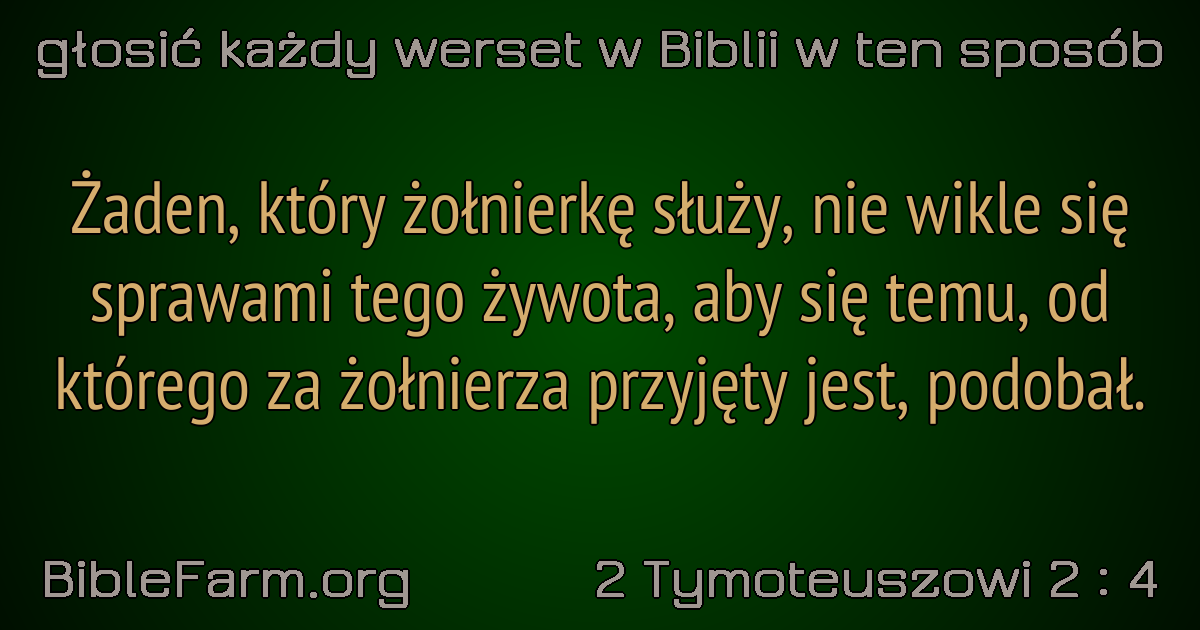 głosić każdy werset w Biblii w ten sposób
Żaden, który żołnierkę służy, nie wikle się
sprawami tego żywota, aby się temu, od
którego za żołnierza przyjęty jest, podobał.
BibleFarm.org
2 Tymoteuszowi 2 : 4